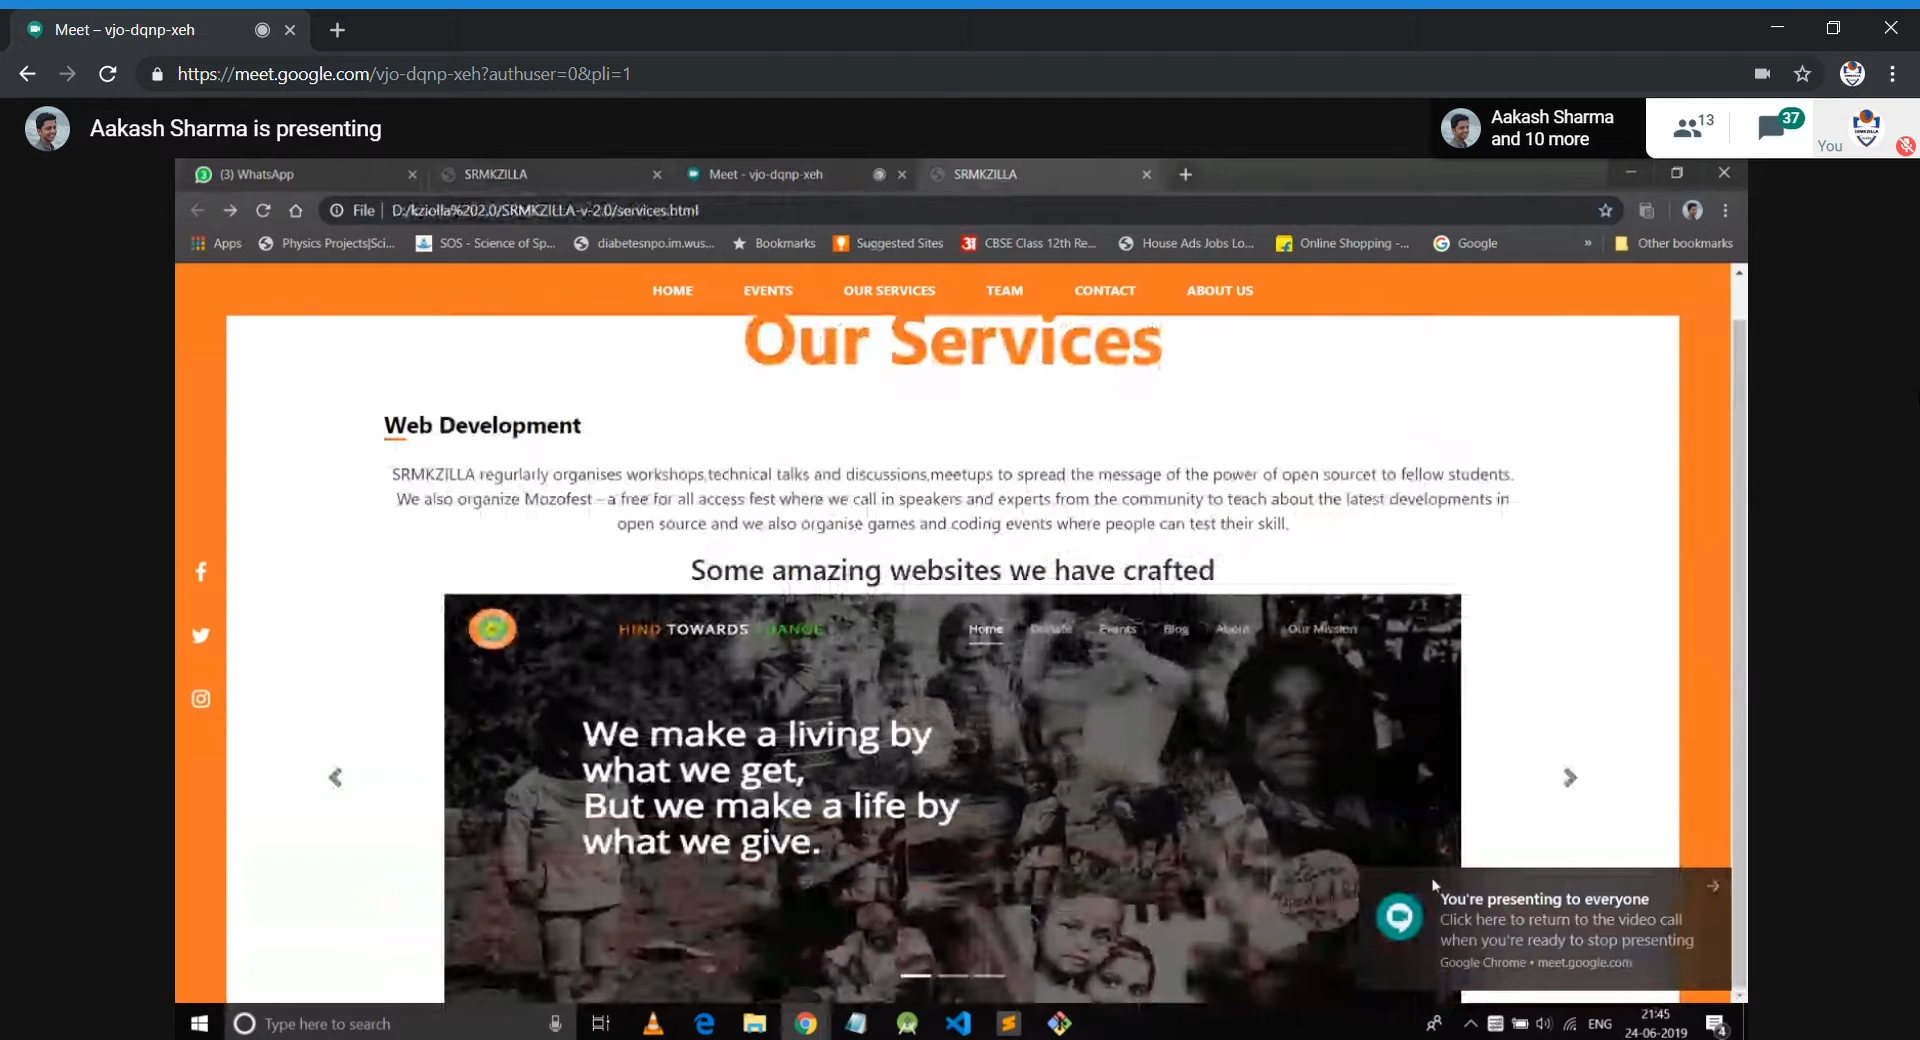 Meet – vjo-dqnp-xeh
https://meet.google.com/vjo-dqnp-xeh?authuser=0&pli=1
Aakash Sharma is presenting
Aakash Sharma
and 10 more
13
37
You
(3) WhatsApp
SRMKZILLA
Meet - vjo-dqnp-xeh
SRMKZILLA
File
D:/kziolla%202.0/SRMKZILLA-v-2.0/services.html
Apps
Physics Projects|Sci...
SOS - Science of Sp...
diabetesnpo.im.wus...
Bookmarks
Suggested Sites
31 CBSE Class 12th Re...
House Ads Jobs Lo...
Online Shopping -...
Google
»
Other bookmarks
HOME EVENTS OUR SERVICES TEAM CONTACT ABOUT US
Our Services
Web Development
SRMKZILLA regurlarly organises workshops,technical talks and discussions,meetups to spread the message of the power of open sourcet to fellow students.
We also organize Mozofest - a free for all access fest where we call in speakers and experts from the community to teach about the latest developments in
open source and we also organise games and coding events where people can test their skill.
Some amazing websites we have crafted
HIND TOWARDS CHANGE
Home Donate Events Blog About Our Mission
We make a living by
what we get,
But we make a life by
what we give.
You're presenting to everyone
Click here to return to the video call
when you're ready to stop presenting
Google Chrome • meet.google.com
Type here to search
ENG
21:45
24-06-2019
4